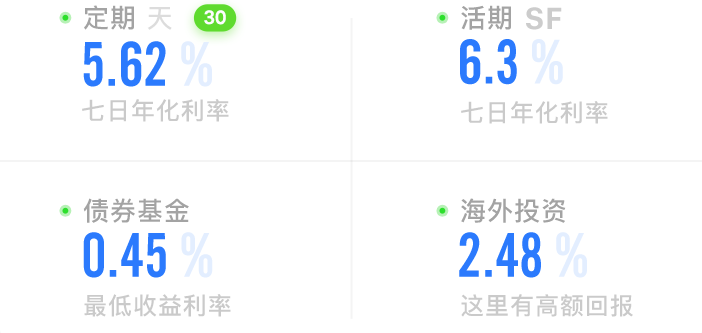 定期 天 30
5.62 %
七日年化利率
活期 SF
6.3 %
七日年化利率
债券基金
0.45 %
最低收益利率
海外投资
2.48 %
这里有高额回报